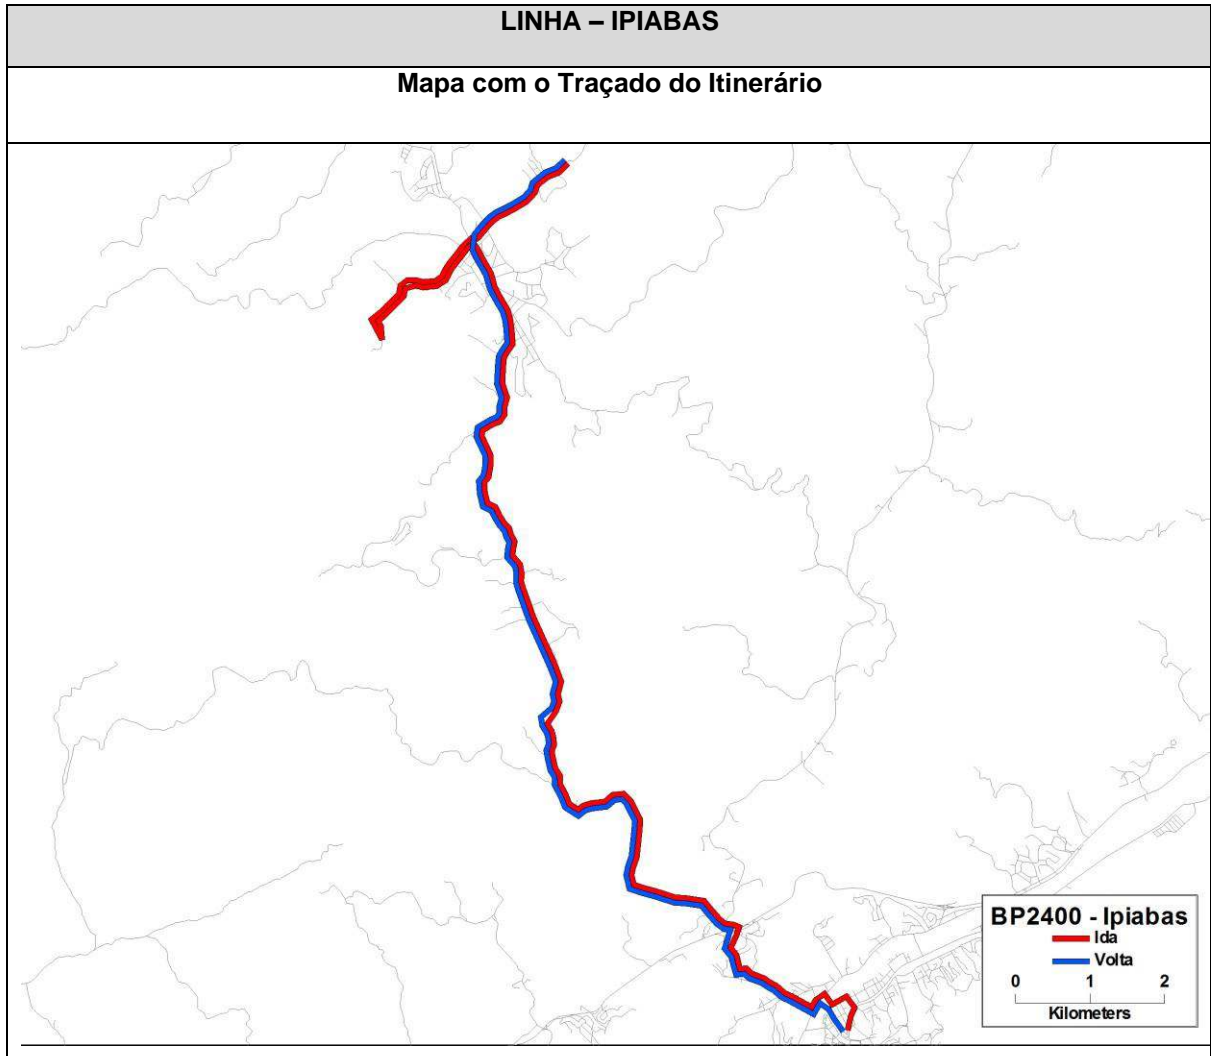 LINHA – IPIABAS
Mapa com o Traçado do Itinerário
BP2400 - Ipiabas
Ida
Volta
0 1 2
Kilometers